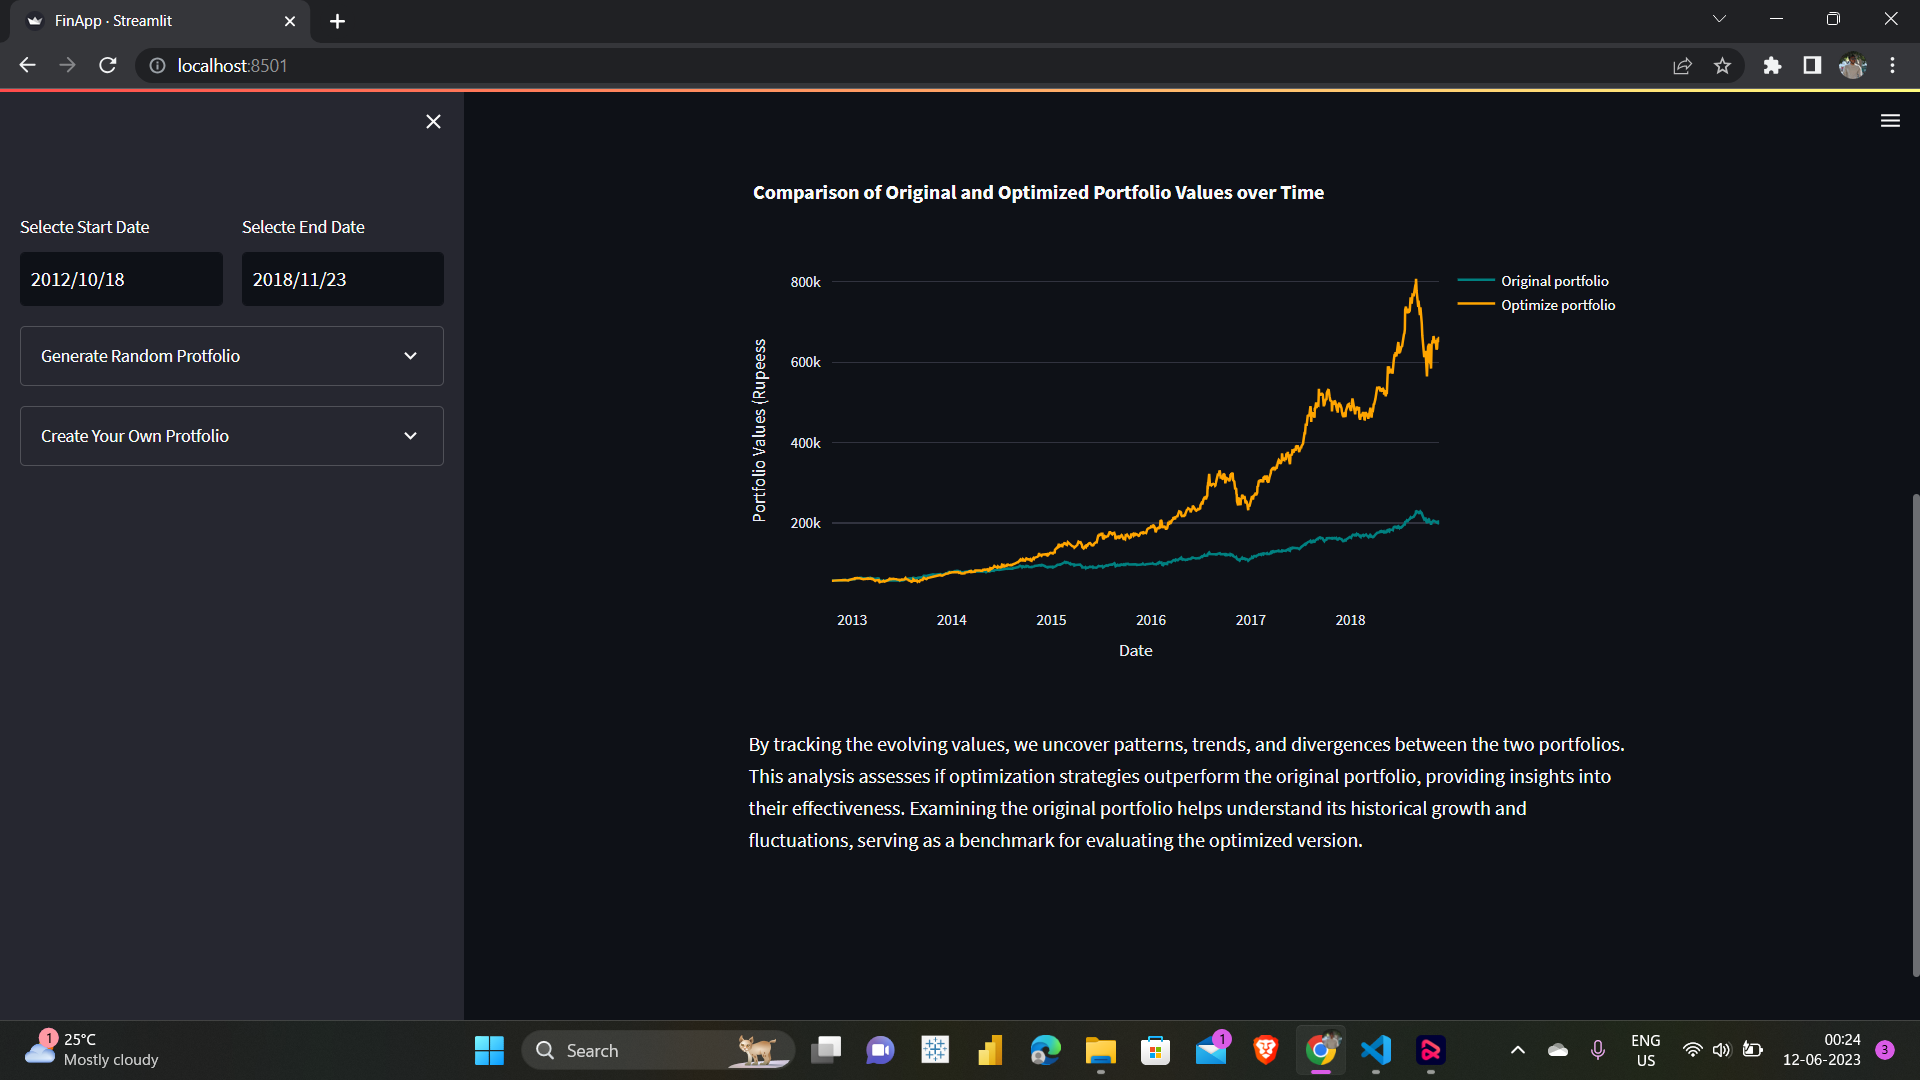 FinApp · Streamlit
localhost:8501
Selecte Start Date
Selecte End Date
2012/10/18
2018/11/23
Generate Random Protfolio
Create Your Own Protfolio
Comparison of Original and Optimized Portfolio Values over Time
Original portfolio
Optimize portfolio
Portfolio Values (Rupeess
800k
600k
400k
200k
2013
2014
2015
2016
2017
2018
Date
By tracking the evolving values, we uncover patterns, trends, and divergences between the two portfolios.
This analysis assesses if optimization strategies outperform the original portfolio, providing insights into
their effectiveness. Examining the original portfolio helps understand its historical growth and
fluctuations, serving as a benchmark for evaluating the optimized version.
1
25°C
Mostly cloudy
Search
1
ENG
US
00:24
12-06-2023
3